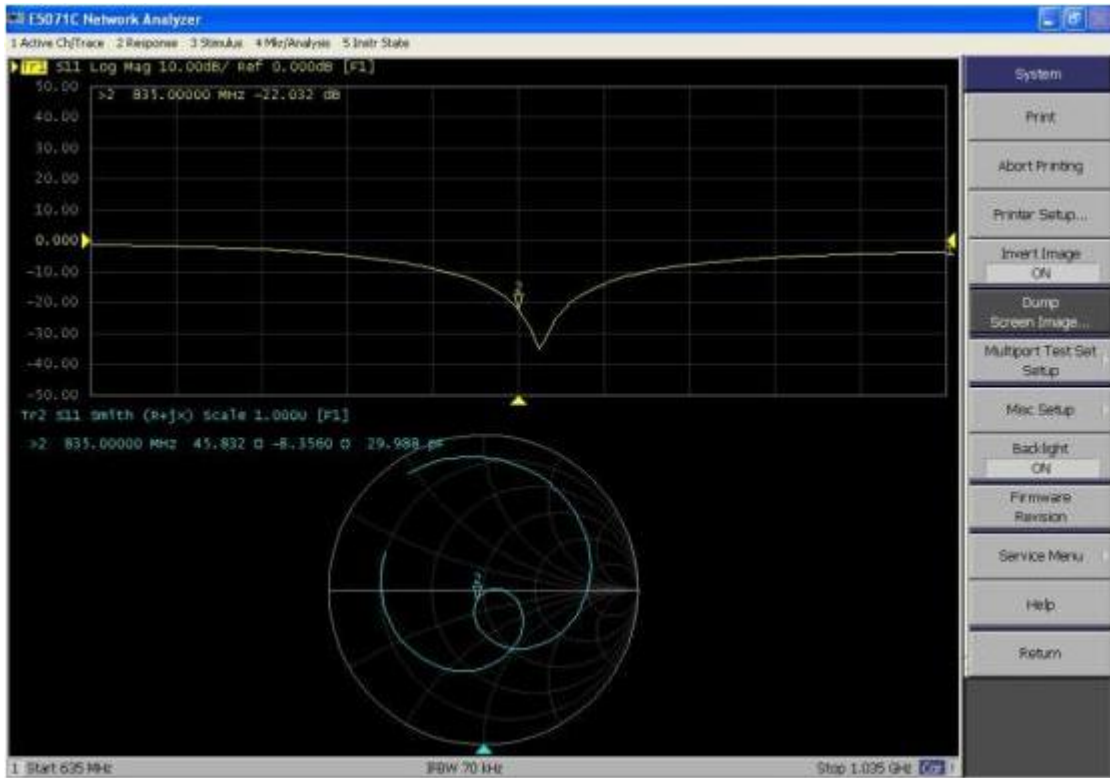 E5071C Network Analyzer
1 Active Ch/Trace 2 Response 3 Stimulus 4 Mkr/Analysis 5 Instr State
Tr1 S11 Log Mag 10.00dB/ Ref 0.000dB [F1]
50.00
>2 835.00000 MHz -22.032 dB
40.00
30.00
20.00
10.00
0.000
-10.00
-20.00
-30.00
-40.00
-50.00
2
Tr2 S11 Smith (R+jX) Scale 1.000U [F1]
>2 835.00000 MHz 45.832 Ω -8.3560 Ω 29.988 pF
2
System
Print
Abort Printing
Printer Setup...
Invert Image
ON
Dump
Screen Image...
Multiport Test Set
Setup
Misc Setup
Backlight
ON
Firmware
Revision
Service Menu
Help
Return
1 Start 635 MHz IFBW 70 kHz Stop 1.035 GHz Cor !